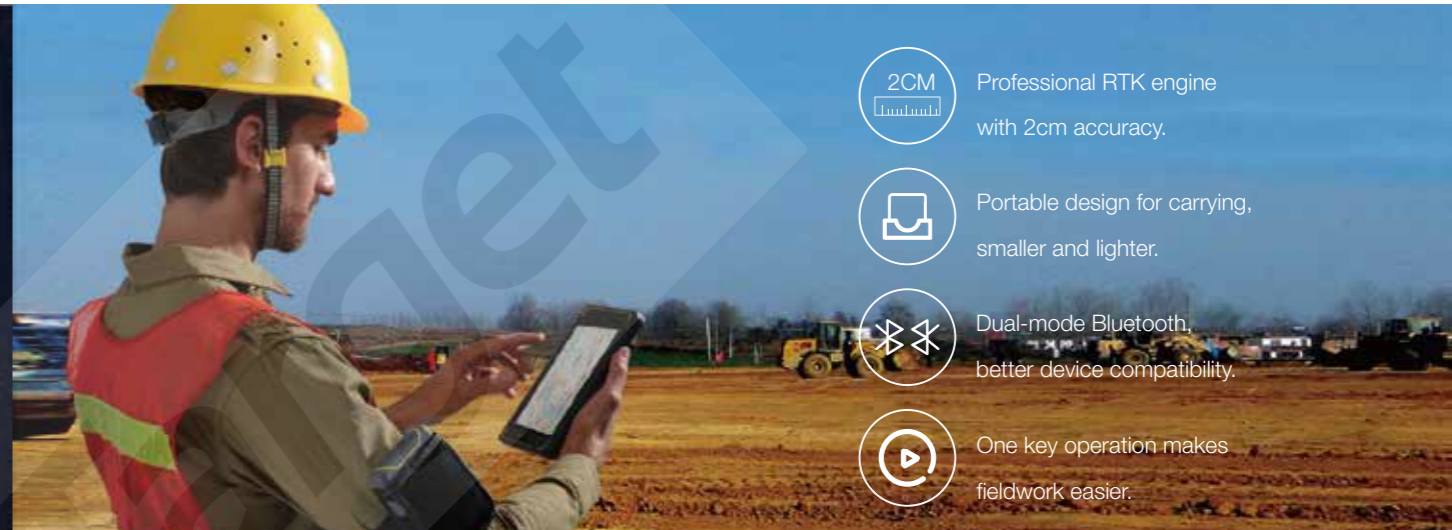 2CM
Professional RTK engine
with 2cm accuracy.
Portable design for carrying,
smaller and lighter.
Dual-mode Bluetooth,
better device compatibility.
One key operation makes
fieldwork easier.